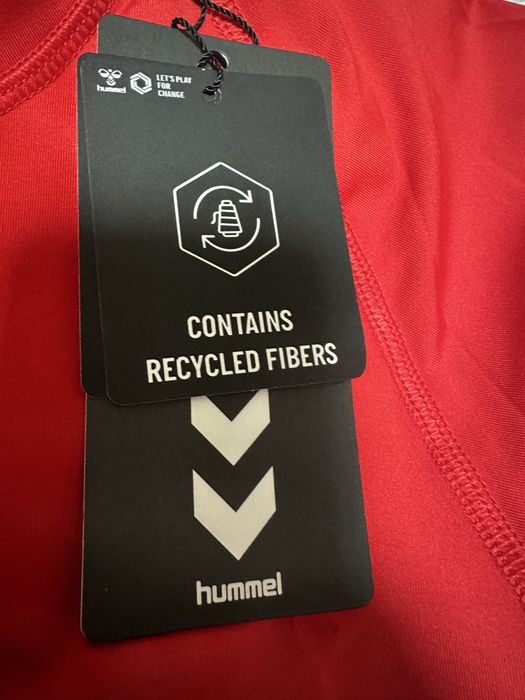 hummel
LET'S PLAY
FOR
CHANGE
CONTAINS
RECYCLED FIBERS
hummel